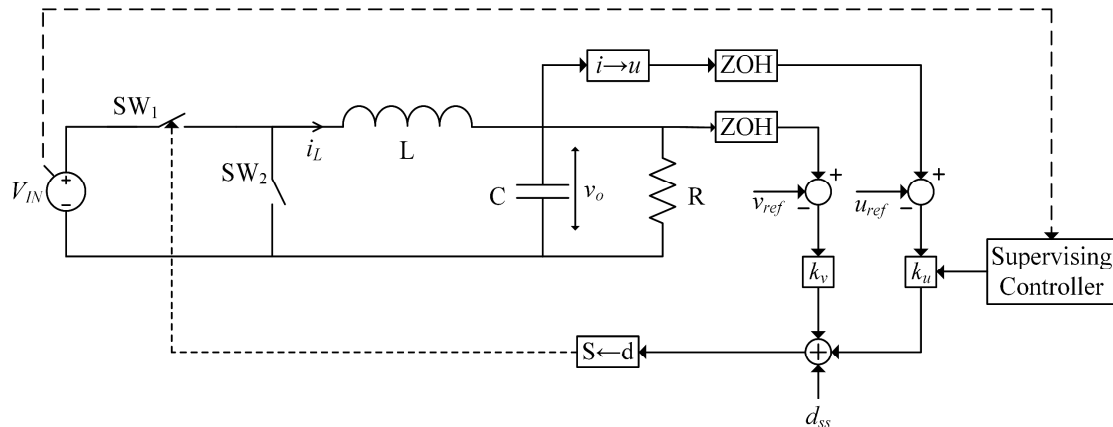 i→u
ZOH
SW1
ZOH
+
+
iL
L
SW2
VIN
+
−
C
vo
R
vref
−
uref
−
Supervising
Controller
kv
ku
S←d
+
dss